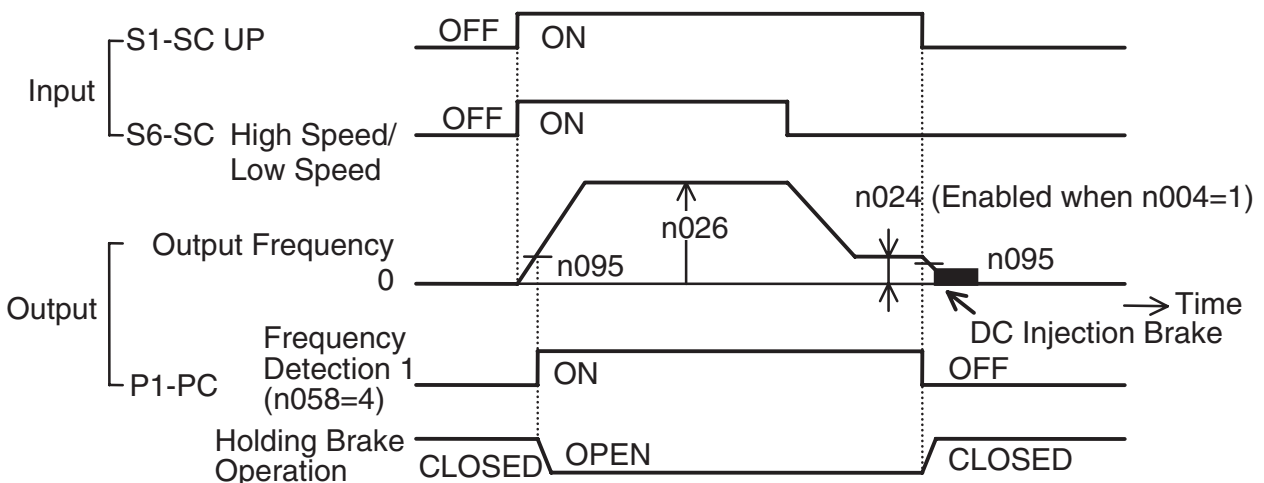 S1-SC UP OFF ON
Input
S6-SC High Speed/ OFF ON
Low Speed
n024 (Enabled when n004=1)
n026
Output Frequency
n095 n095
0
Time
Output
DC Injection Brake
Frequency
Detection 1 ON OFF
P1-PC
(n058=4)
Holding Brake
Operation CLOSED OPEN CLOSED